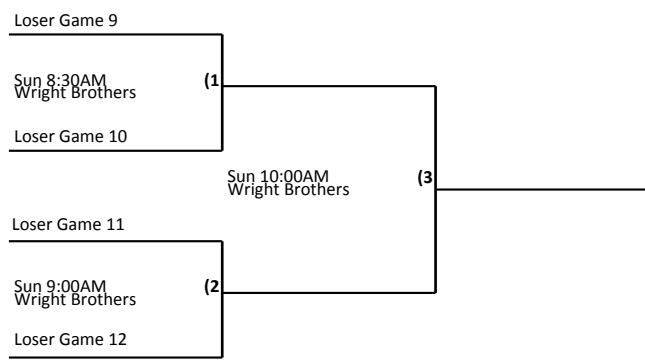 Loser Game 9
Sun 8:30AM
Wright Brothers
(1
Loser Game 10
Sun 10:00AM
Wright Brothers
(3
Loser Game 11
Sun 9:00AM
Wright Brothers
(2
Loser Game 12